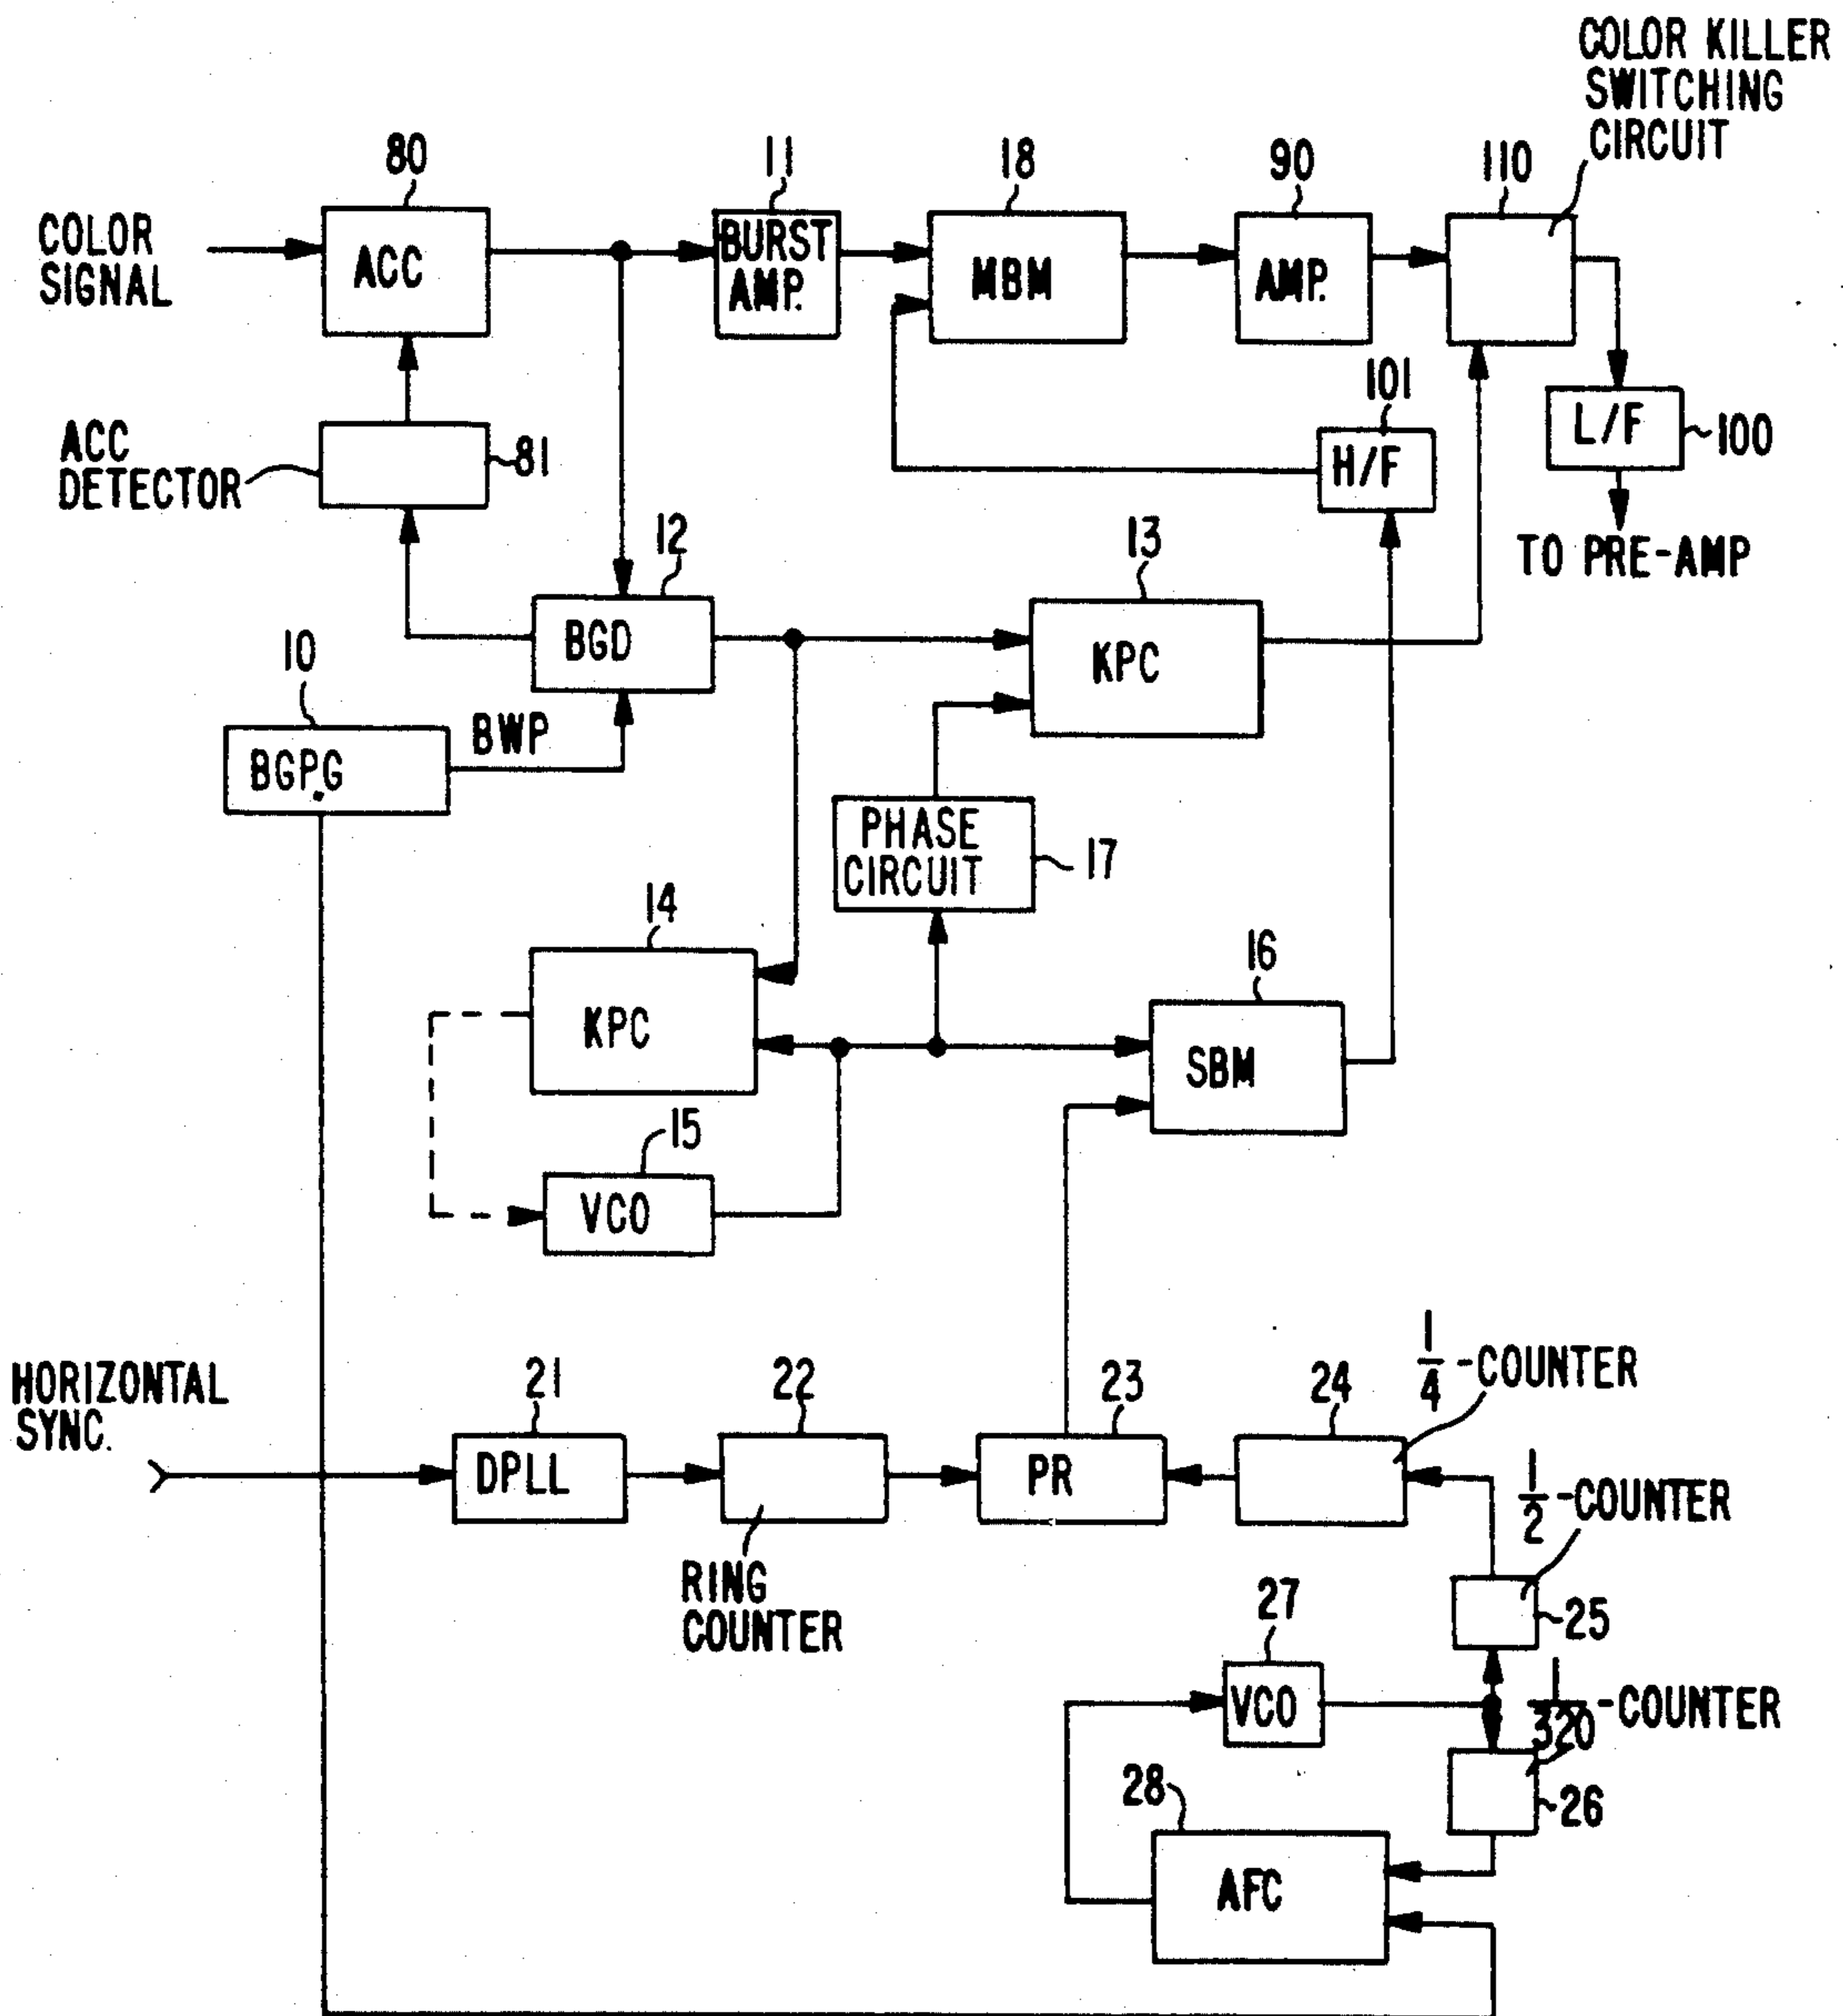 COLOR KILLER
SWITCHING
CIRCUIT
80
11
18
90
110
COLOR
SIGNAL
ACC
BURST
AMP.
MBM
AMP.
101
ACC
DETECTOR
81
H/F
L/F
100
TO PRE-AMP
12
13
BGD
KPC
10
BWP
BGPG
PHASE
CIRCUIT
17
14
16
KPC
SBM
15
VCO
HORIZONTAL
SYNC.
21
22
23
24
1/4-COUNTER
DPLL
PR
1/2-COUNTER
RING
COUNTER
27
25
VCO
1/320-COUNTER
28
26
AFC